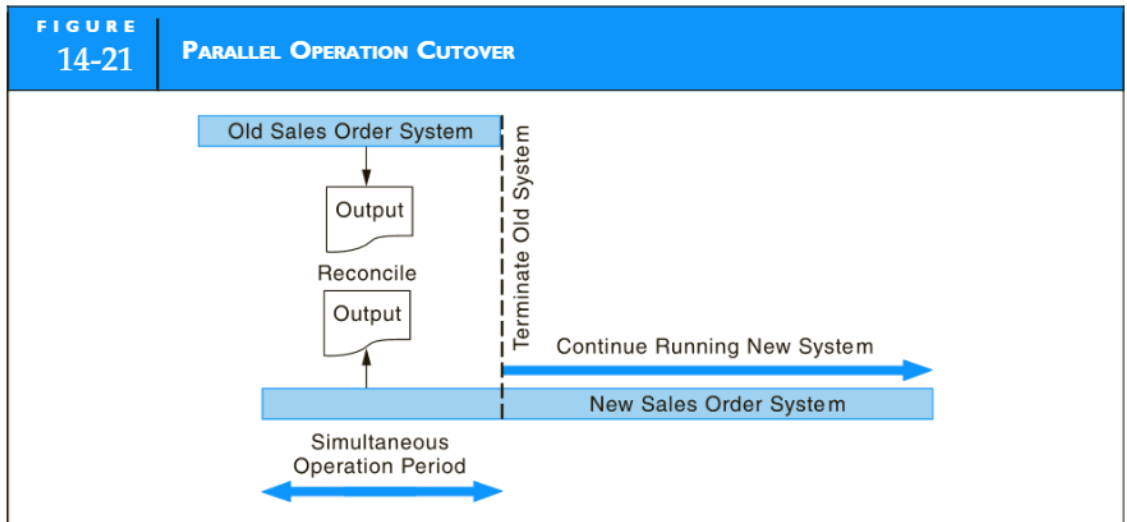 FIGURE
14-21
PARALLEL OPERATION CUTOVER
Old Sales Order System
Output
Reconcile
Output
Terminate Old System
Continue Running New System
New Sales Order System
Simultaneous
Operation Period